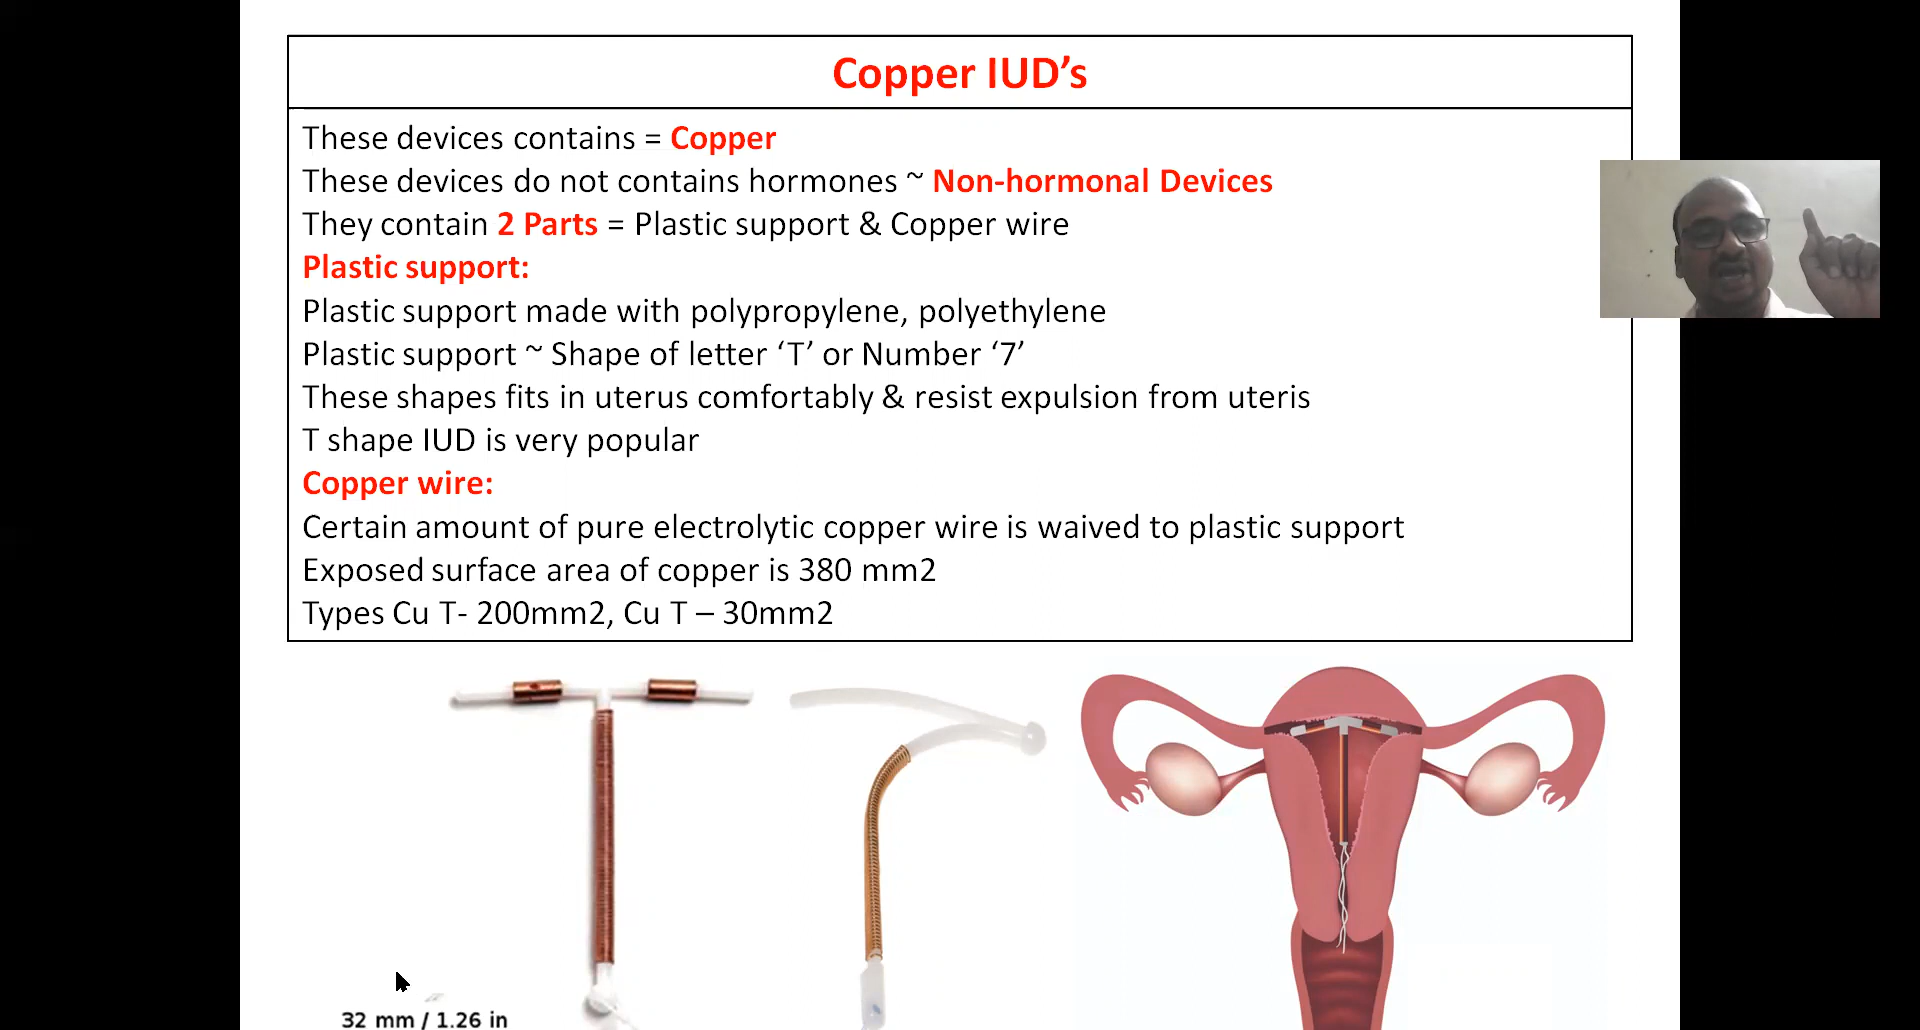 Copper IUD's
These devices contains = Copper
These devices do not contains hormones ~ Non-hormonal Devices
They contain 2 Parts = Plastic support & Copper wire
Plastic support:
Plastic support made with polypropylene, polyethylene
Plastic support ~ Shape of letter ‘T’ or Number ‘7’
These shapes fits in uterus comfortably & resist expulsion from uteris
T shape IUD is very popular
Copper wire:
Certain amount of pure electrolytic copper wire is waived to plastic support
Exposed surface area of copper is 380 mm2
Types Cu T- 200mm2, Cu T – 30mm2
32 mm / 1.26 in